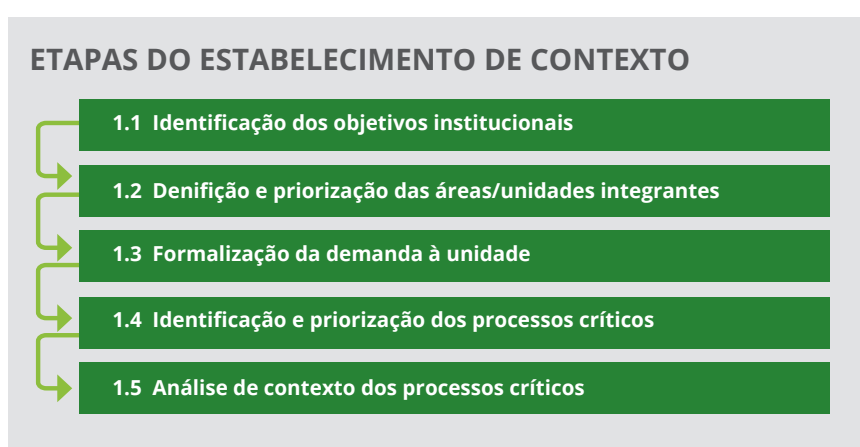 ETAPAS DO ESTABELECIMENTO DE CONTEXTO
1.1 Identificação dos objetivos institucionais
1.2 Denifição e priorização das áreas/unidades integrantes
1.3 Formalização da demanda à unidade
1.4 Identificação e priorização dos processos críticos
1.5 Análise de contexto dos processos críticos